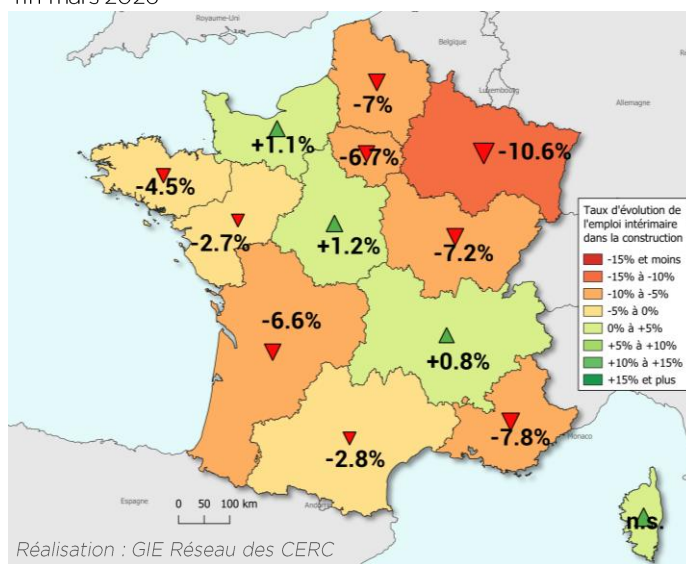 Royaume-Uni
Belgique
Luxembourg
Allemagne
-7%
+1.1%
-6.7%
-10.6%
-4.5%
-2.7%
+1.2%
-7.2%
Taux d'évolution de
l'emploi intérimaire
dans la construction
-15% et moins
-15% à -10%
-10% à -5%
-5% à 0%
0% à +5%
+5% à +10%
+10% à +15%
+15% et plus
-6.6%
+0.8%
-2.8%
-7.8%
Monaco
Espagne
0 50 100 km
n.s.
Réalisation : GIE Réseau des CERC